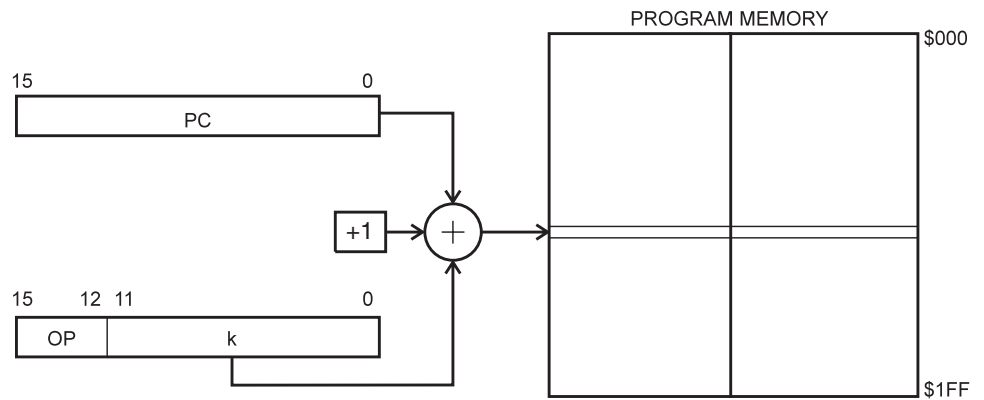 PROGRAM MEMORY
$000
15 0
PC
+1
+
15 12 11 0
OP k
$1FF